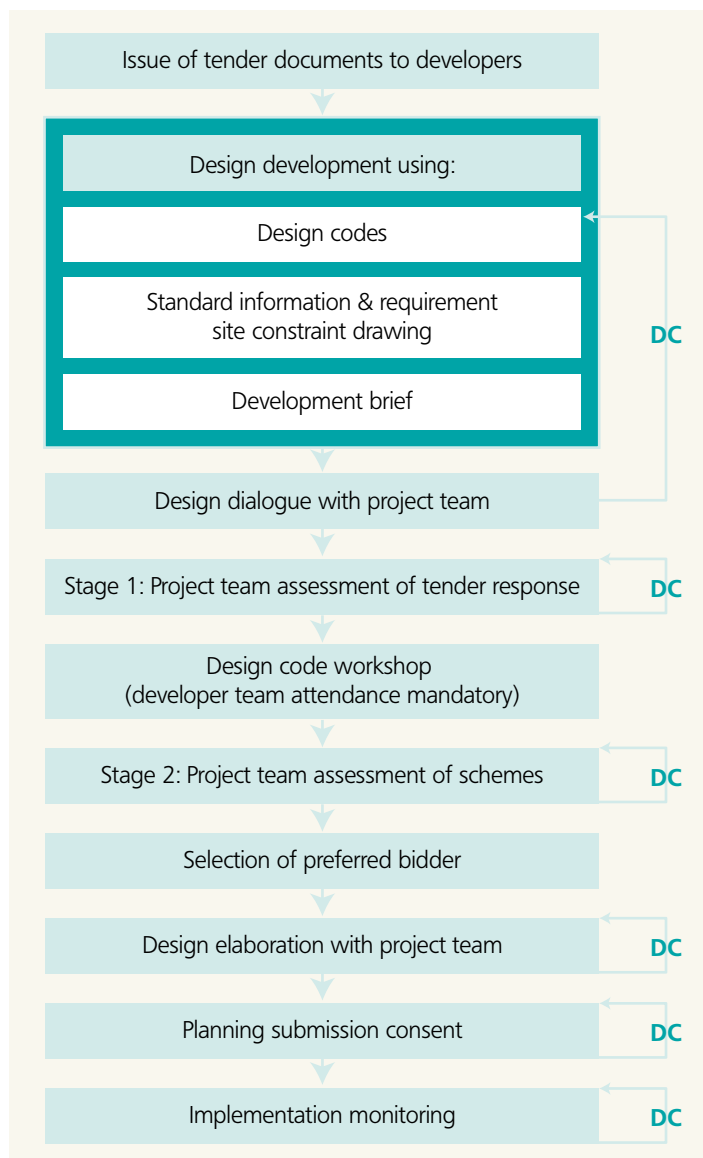 Issue of tender documents to developers
Design development using:
Design codes
Standard information & requirement
site constraint drawing
DC
Development brief
Design dialogue with project team
Stage 1: Project team assessment of tender response
DC
Design code workshop
(developer team attendance mandatory)
Stage 2: Project team assessment of schemes
DC
Selection of preferred bidder
Design elaboration with project team
DC
Planning submission consent
DC
Implementation monitoring
DC